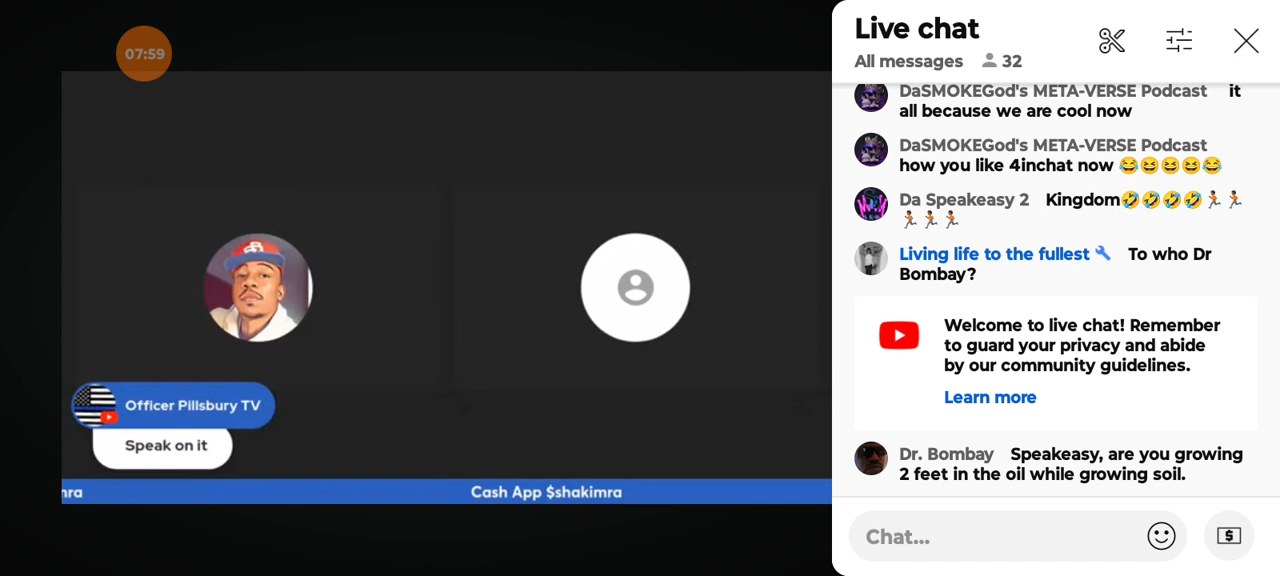 07:59
Officer Pillsbury TV
Speak on it
Cash App $shakimra
Live chat
All messages 32
DaSMOKEGod's META-VERSE Podcast it
all because we are cool now
DaSMOKEGod's META-VERSE Podcast
how you like 4inchat now 😂😆😆😆😆😂
Da Speakeasy 2 Kingdom🤣🤣🤣🤣🏃🏃
🏃🏃🏃
Living life to the fullest To who Dr
Bombay?
Welcome to live chat! Remember
to guard your privacy and abide
by our community guidelines.
Learn more
Dr. Bombay Speakeasy, are you growing
2 feet in the oil while growing soil.
Chat...
$